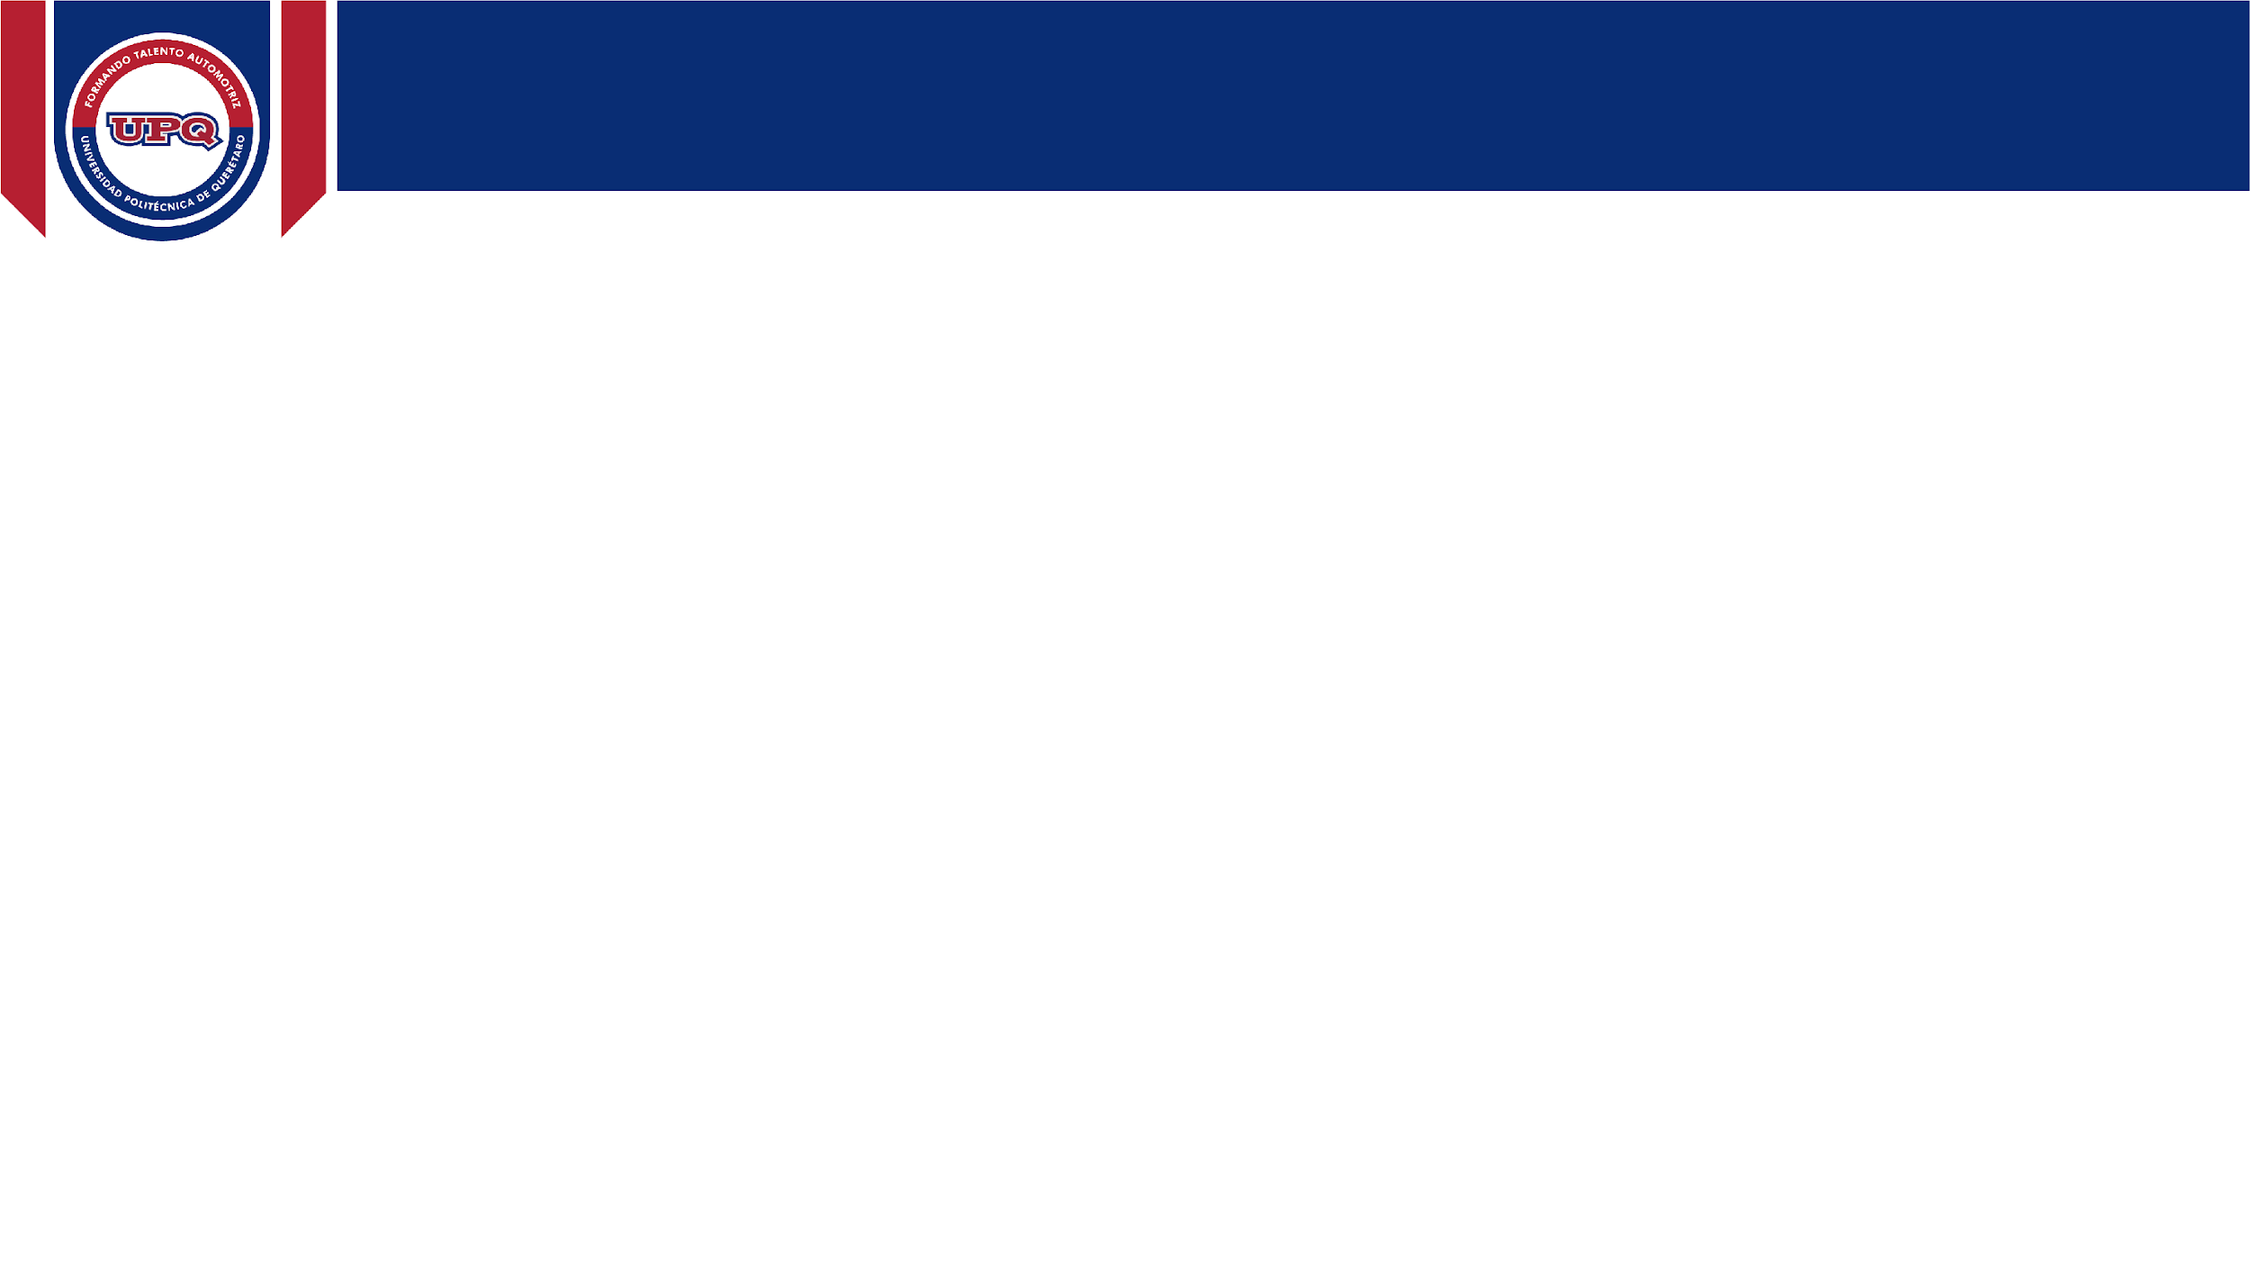 FORMANDO TALENTO AUTOMOTRIZ
UPQ
UNIVERSIDAD POLITÉCNICA DE QUERÉTARO